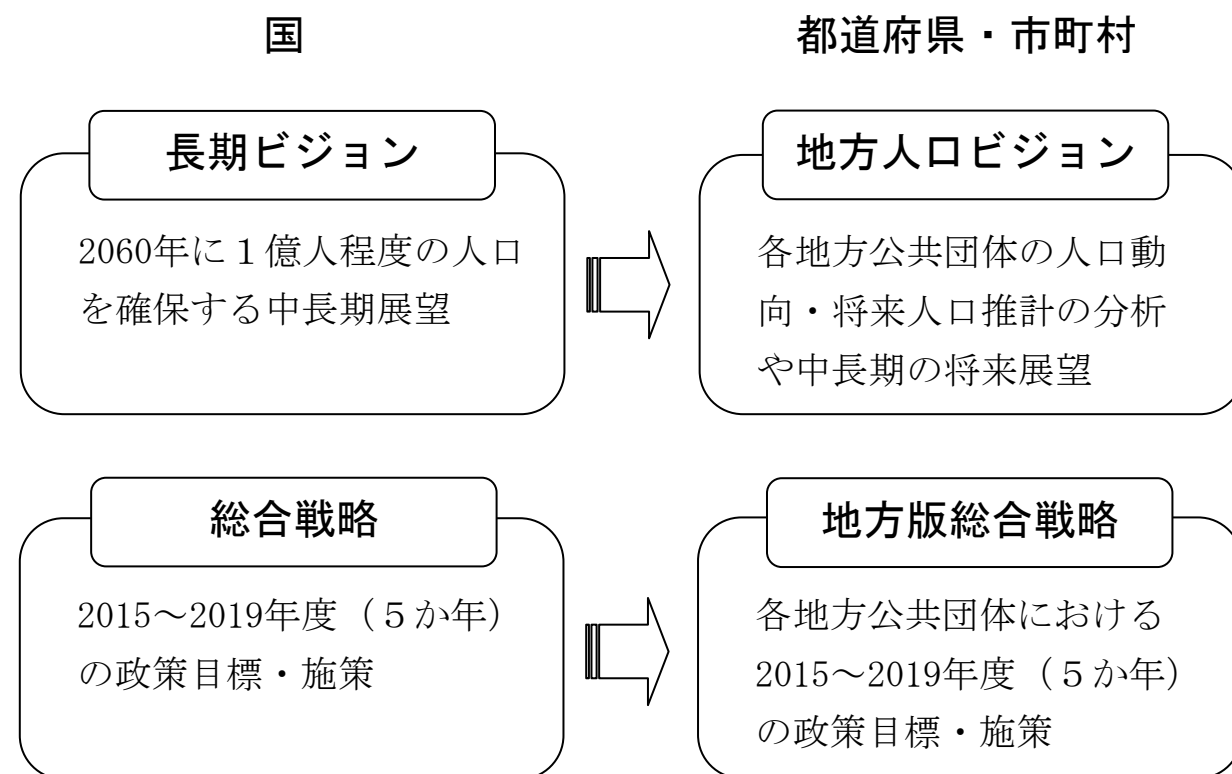 国
都道府県・市町村
長期ビジョン
2060年に１億人程度の人口
を確保する中長期展望
地方人口ビジョン
各地方公共団体の人口動
向・将来人口推計の分析
や中長期の将来展望
総合戦略
2015～2019年度（５か年）
の政策目標・施策
地方版総合戦略
各地方公共団体における
2015～2019年度（５か年）
の政策目標・施策